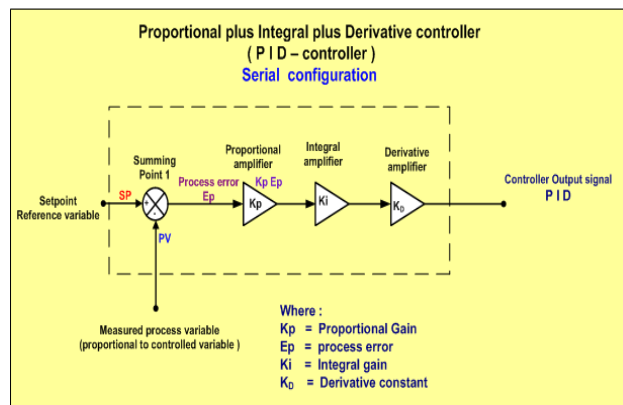 Proportional plus Integral plus Derivative controller
( P I D – controller )
Serial configuration
Summing
Point 1
Proportional
amplifier
Integral
amplifier
Derivative
amplifier
Setpoint
Reference variable
SP
+
-
PV
Process error
Ep
Kp Ep
Kp
Ki
KD
Controller Output signal
P I D
Measured process variable
(proportional to controlled variable )
Where :
Kp = Proportional Gain
Ep = process error
Ki = Integral gain
KD = Derivative constant